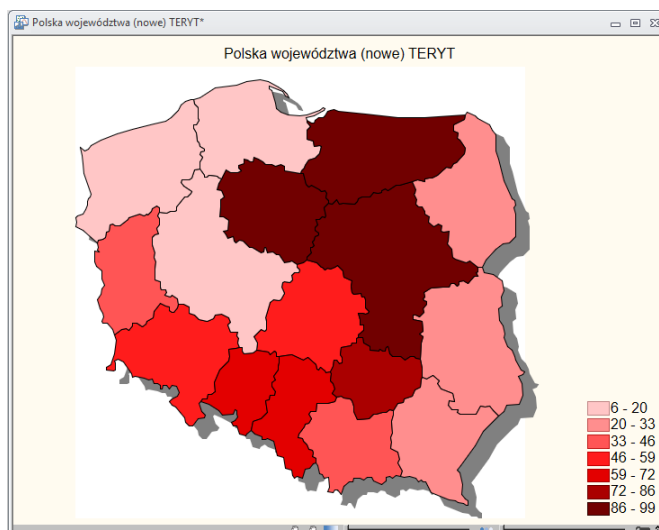 Polska województwa (nowe) TERYT*
Polska województwa (nowe) TERYT
6 - 20
20 - 33
33 - 46
46 - 59
59 - 72
72 - 86
86 - 99